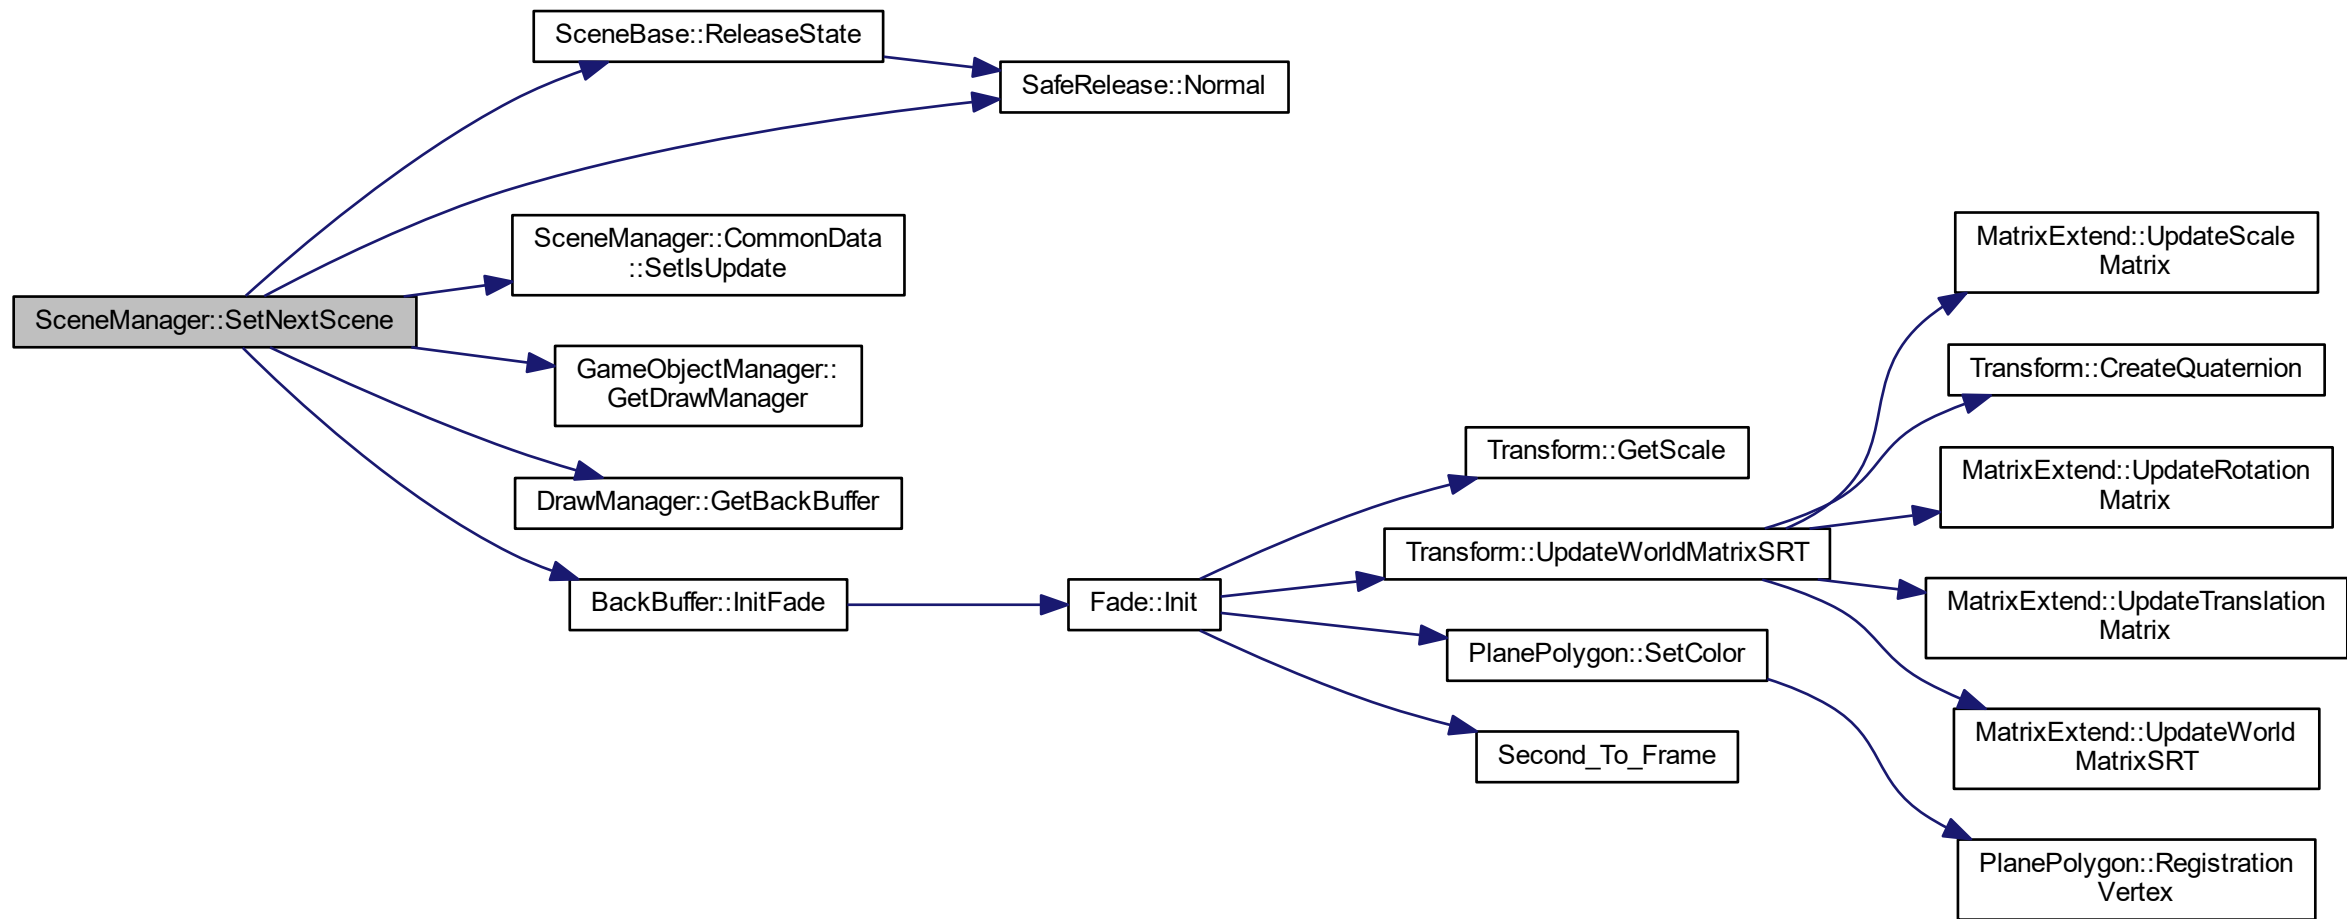 SceneBase::ReleaseState
SafeRelease::Normal
SceneManager::CommonData
::SetIsUpdate
SceneManager::SetNextScene
GameObjectManager::
GetDrawManager
DrawManager::GetBackBuffer
BackBuffer::InitFade
Fade::Init
Transform::GetScale
Transform::UpdateWorldMatrixSRT
PlanePolygon::SetColor
Second_To_Frame
MatrixExtend::UpdateScale
Matrix
Transform::CreateQuaternion
MatrixExtend::UpdateRotation
Matrix
MatrixExtend::UpdateTranslation
Matrix
MatrixExtend::UpdateWorld
MatrixSRT
PlanePolygon::Registration
Vertex